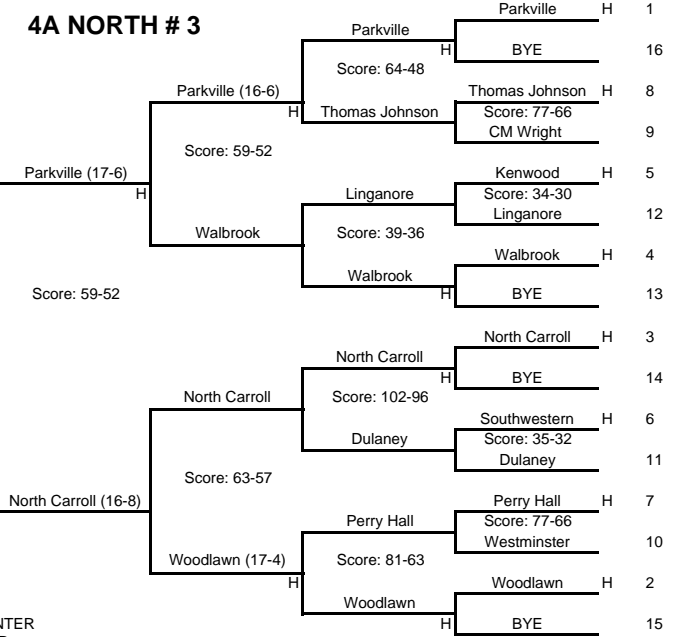 Parkville H 1
4A NORTH # 3
Parkville
H BYE 16
Score: 64-48
Parkville (16-6) Thomas Johnson H 8
H Thomas Johnson Score: 77-66
CM Wright 9
Score: 59-52
Parkville (17-6) Kenwood H 5
H Linganore Score: 34-30
Linganore 12
Walbrook Score: 39-36
Walbrook H 4
Walbrook
Score: 59-52 H BYE 13
North Carroll H 3
North Carroll
H BYE 14
North Carroll Score: 102-96
Southwestern H 6
Dulaney Score: 35-32
Dulaney 11
Score: 63-57
North Carroll (16-8) Perry Hall H 7
Perry Hall Score: 77-66
Westminster 10
Woodlawn (17-4) Score: 81-63
H Woodlawn H 2
Woodlawn
NTER H BYE 15